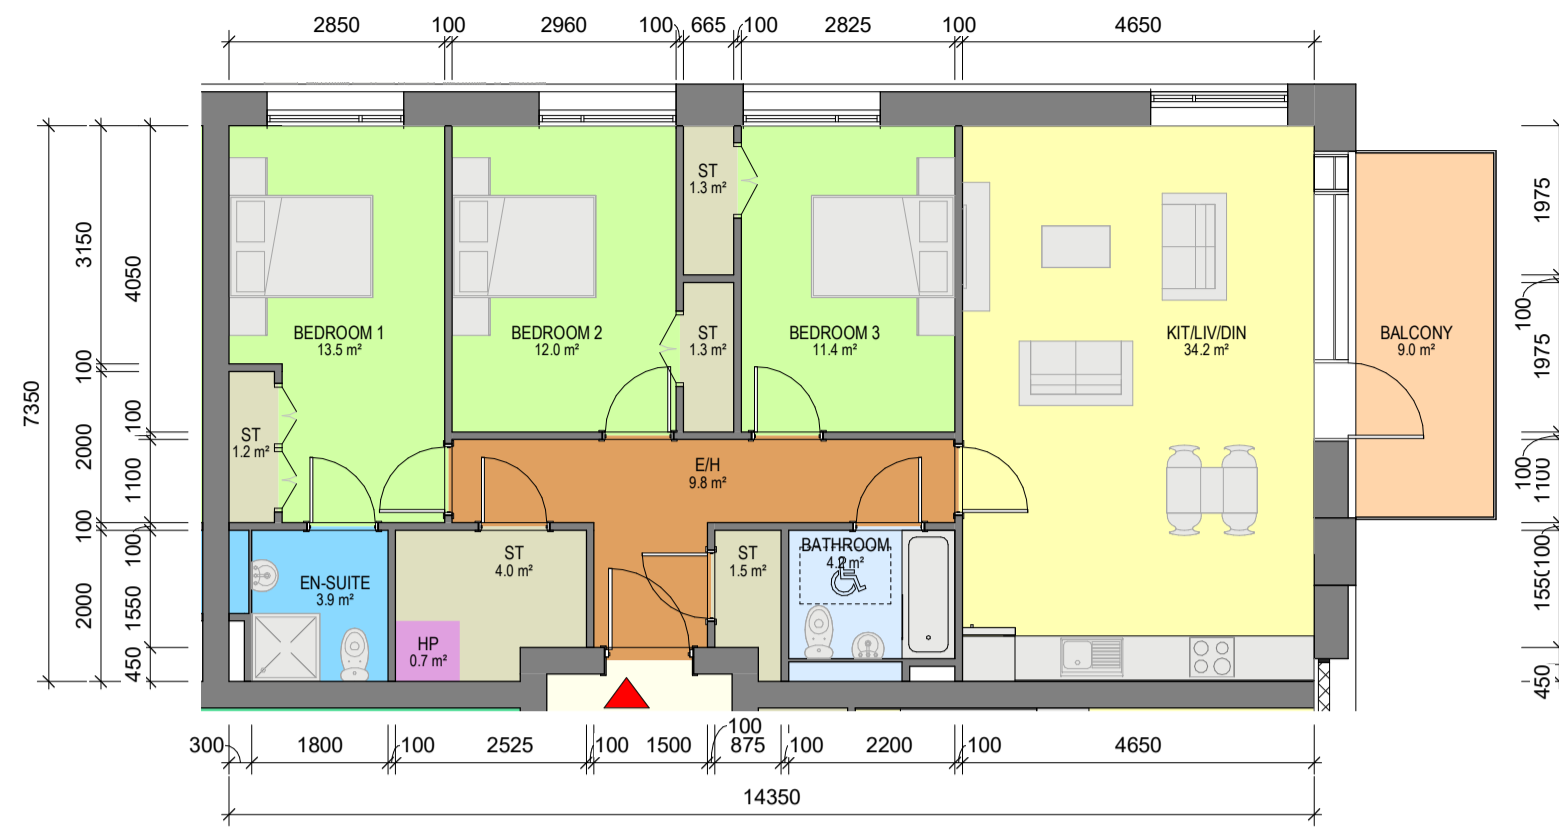 2850
100
2960
100
665
100
2825
100
4650
7350
3150
100
2000
100
2000
4050
100
1100
100
1550
450
1975
100
1975
100
1100
100
1550
450
ST
1.3 m²
BEDROOM 1
13.5 m²
BEDROOM 2
12.0 m²
ST
1.3 m²
BEDROOM 3
11.4 m²
KIT/LIV/DIN
34.2 m²
BALCONY
9.0 m²
ST
1.2 m²
E/H
9.8 m²
EN-SUITE
3.9 m²
ST
4.0 m²
HP
0.7 m²
ST
1.5 m²
BATHROOM
4.2 m²
300
1800
100
2525
100
1500
100
875
100
2200
100
4650
14350